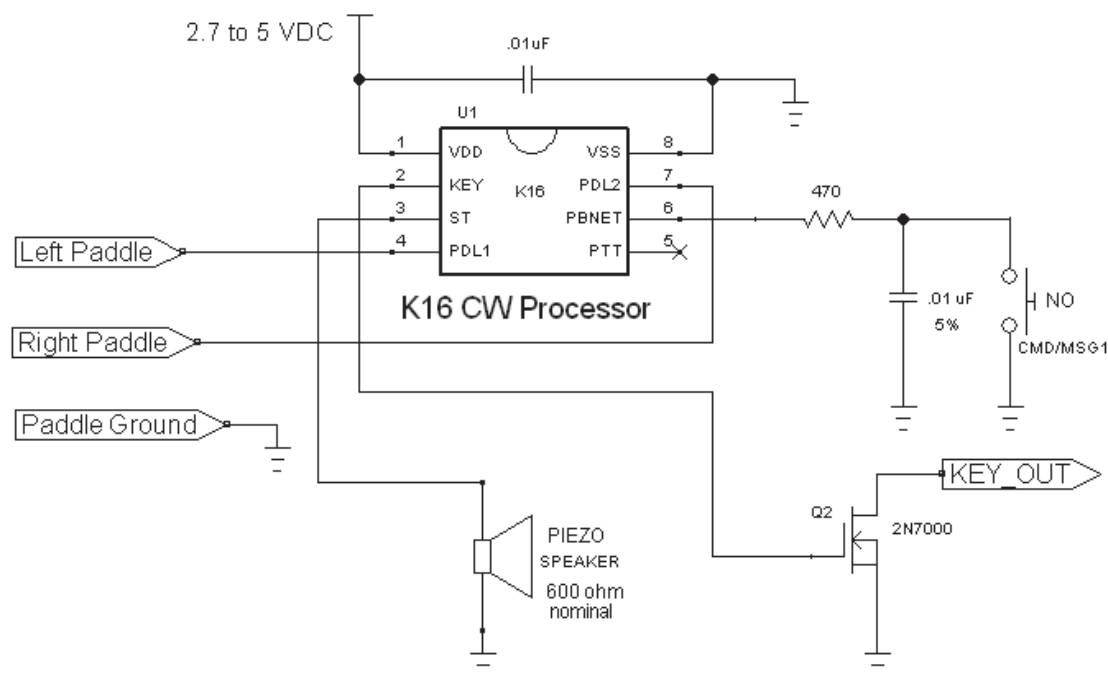 2.7 to 5 VDC
.01uF
U1
1
VDD
VSS
8
2
KEY
K16
PDL2
7
470
3
ST
PBNET
6
4
PDL1
PTT
5
Left Paddle
K16 CW Processor
.01 uF
5%
NO
CMD/MSG1
Right Paddle
Paddle Ground
KEY_OUT
Q2
2N7000
PIEZO
SPEAKER
600 ohm
nominal